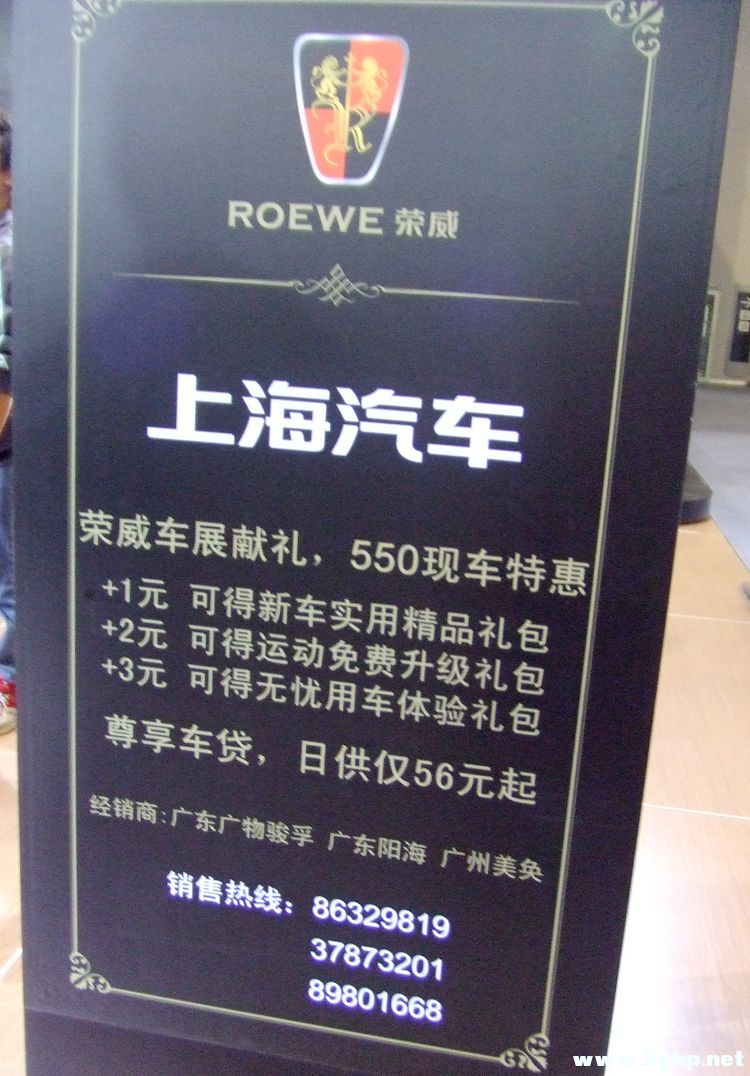 ROEWE 荣威
上海汽车
荣威车展献礼，550现车特惠
+1元 可得新车实用精品礼包
+2元 可得运动免费升级礼包
+3元 可得无忧用车体验礼包
尊享车贷，日供仅56元起
经销商:广东广物骏孚 广东阳海 广州美奂
销售热线：86329819
37873201
89801668